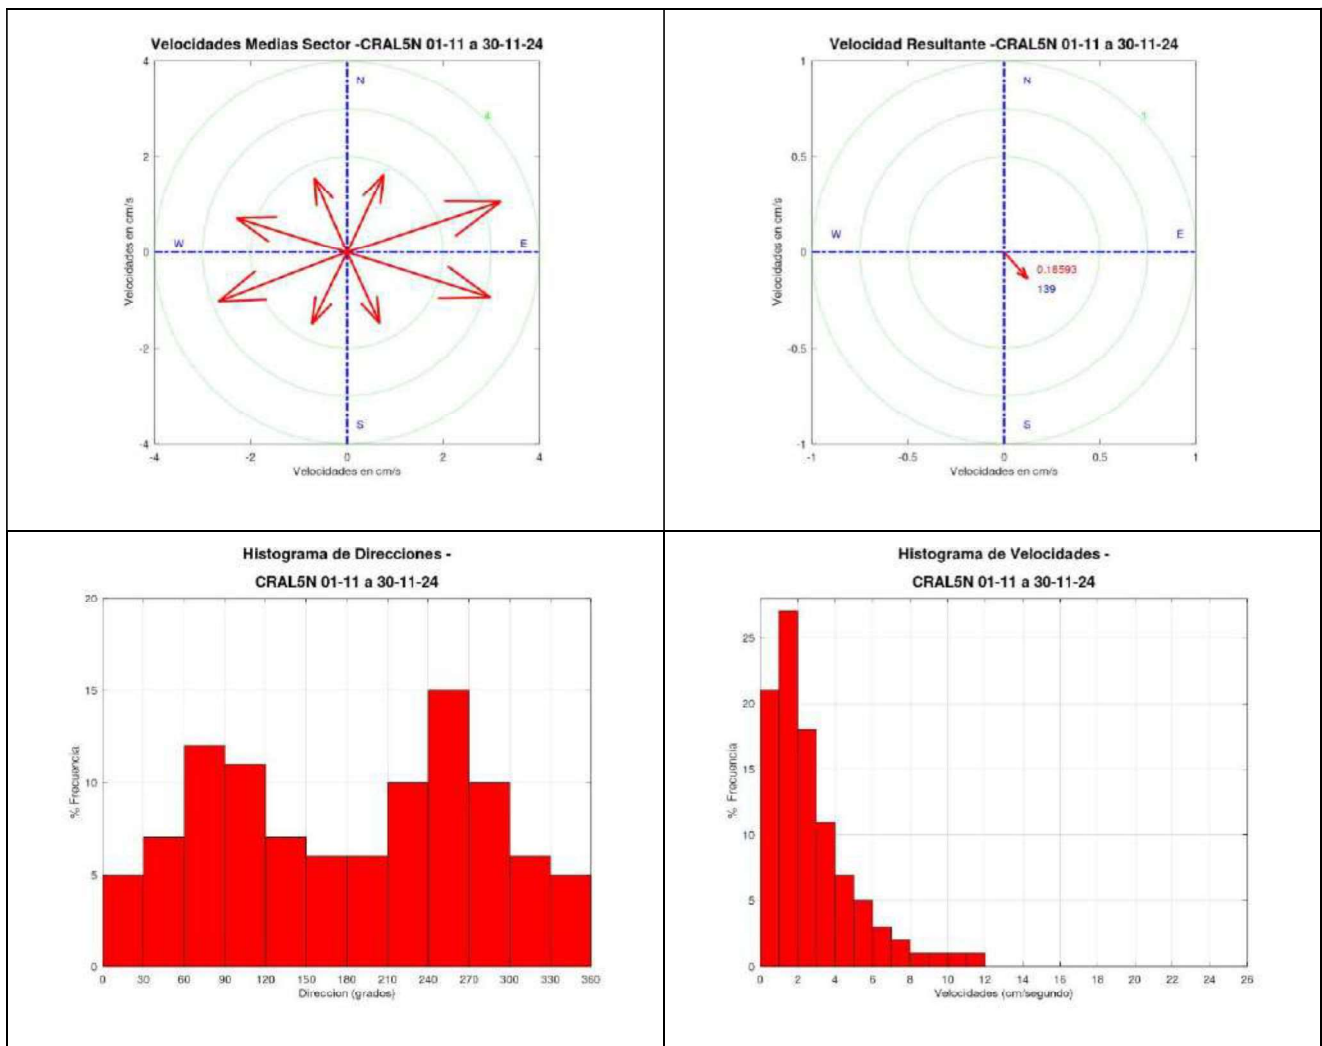 Velocidades Medias Sector -CRAL5N 01-11 a 30-11-24
4
N
4
2
Velocidades en cm/s
W
0
E
-2
S
-4
-4 -2 0 2 4
Velocidades en cm/s
Velocidad Resultante -CRAL5N 01-11 a 30-11-24
1
N
1
0.5
Velocidades en cm/s
W
E
0
0.18593
139
-0.5
S
-1
-1 -0.5 0 0.5 1
Velocidades en cm/s
Histograma de Direcciones -
CRAL5N 01-11 a 30-11-24
20
15
% Frecuencia
10
5
0
0 30 60 90 120 150 180 210 240 270 300 330 360
Direccion (grados)
Histograma de Velocidades -
CRAL5N 01-11 a 30-11-24
25
20
15
% Frecuencia
10
5
0
0 2 4 6 8 10 12 14 16 18 20 22 24 26
Velocidades (cm/segundo)